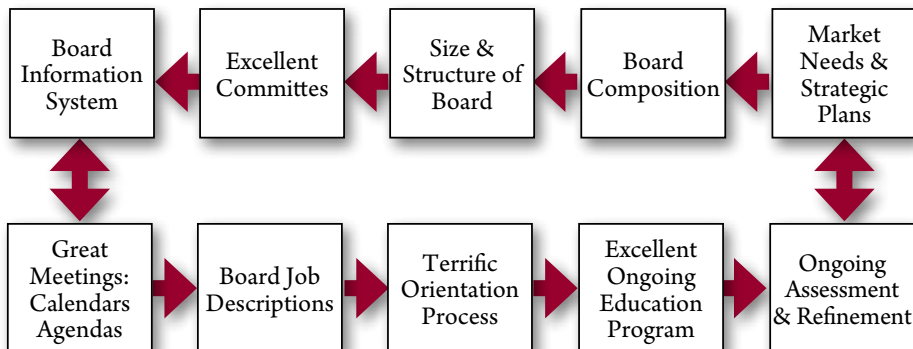 Board
Information
System
Excellent
Committes
Size &
Structure of
Board
Board
Composition
Market
Needs &
Strategic
Plans
Great
Meetings:
Calendars
Agendas
Board Job
Descriptions
Terrific
Orientation
Process
Excellent
Ongoing
Education
Program
Ongoing
Assessment
& Refinement